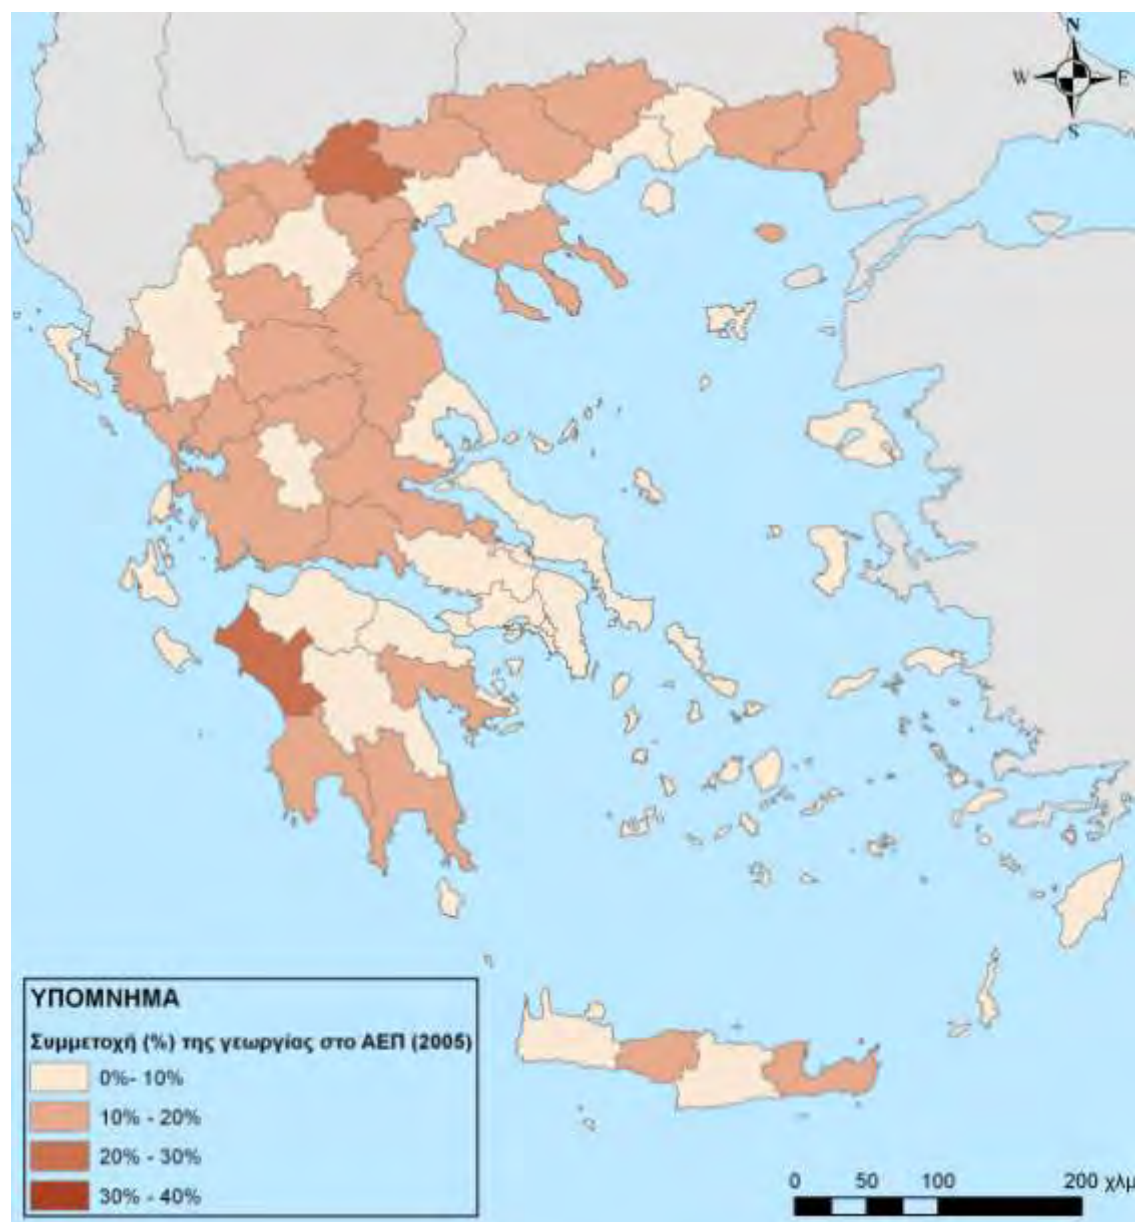 N
W E
S
ΥΠΟΜΝΗΜΑ
Συμμετοχή (%) της γεωργίας στο ΑΕΠ (2005)
0%- 10%
10% - 20%
20% - 30%
30% - 40%
0 50 100 200 χλμ